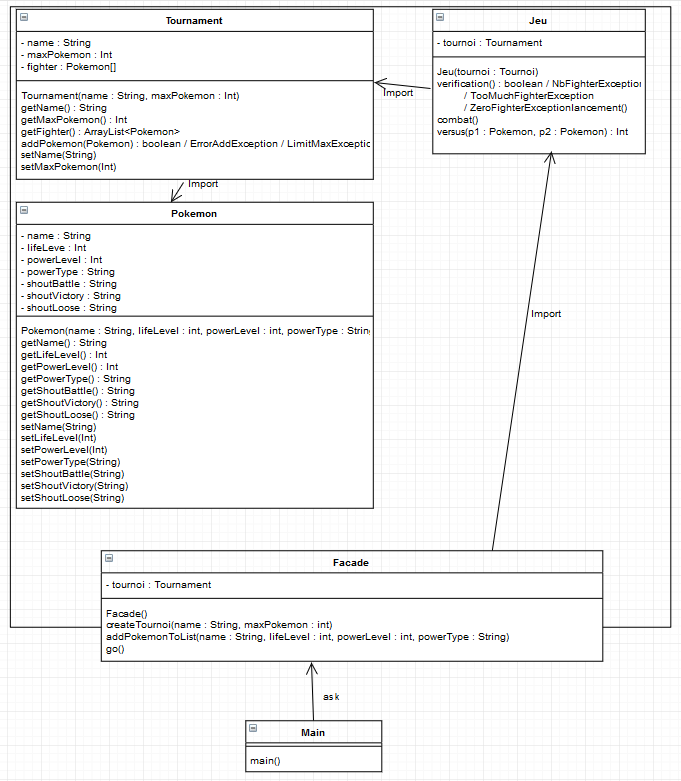 Tournament
- name : String
- maxPokemon : Int
- fighter : Pokemon[]
Tournament(name : String, maxPokemon : Int)
getName() : String
getMaxPokemon() : Int
getFighter() : ArrayList<Pokemon>
addPokemon(Pokemon) : boolean / ErrorAddException / LimitMaxExceptic
setName(String)
setMaxPokemon(Int)
Import
Jeu
- tournoi : Tournament
Jeu(tournoi : Tournoi)
verification() : boolean / NbFighterException
/ TooMuchFighterException
/ ZeroFighterExceptionlancement()
combat()
versus(p1 : Pokemon, p2 : Pokemon) : Int
Import
Pokemon
- name : String
- lifeLeve : Int
- powerLevel : Int
- powerType : String
- shoutBattle : String
- shoutVictory : String
- shoutLoose : String
Pokemon(name : String, lifeLevel : int, powerLevel : int, powerType : Strin
getName() : String
getLifeLevel() : Int
getPowerLevel() : Int
getPowerType() : String
getShoutBattle() : String
getShoutVictory() : String
getShoutLoose() : String
setName(String)
setLifeLevel(Int)
setPowerLevel(Int)
setPowerType(String)
setShoutBattle(String)
setShoutVictory(String)
setShoutLoose(String)
Import
Facade
- tournoi : Tournament
Facade()
createTournoi(name : String, maxPokemon : int)
addPokemonToList(name : String, lifeLevel : int, powerLevel : int, powerType : String)
go()
ask
Main
main()